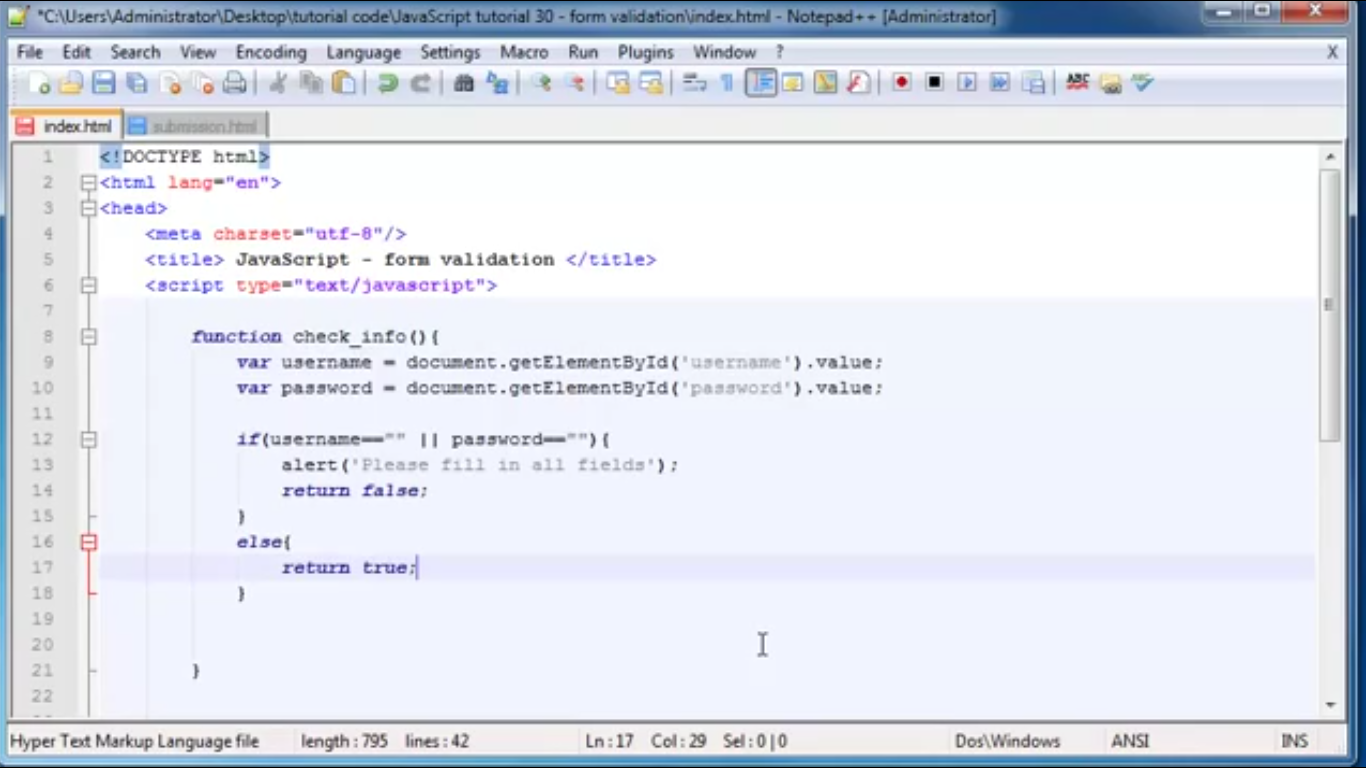 *C:\Users\Administrator\Desktop\tutorial code\JavaScript tutorial 30 - form validation\index.html - Notepad++ [Administrator]
File Edit Search View Encoding Language Settings Macro Run Plugins Window ? X
ABC
index.html submission.html
1 <!DOCTYPE html>
2 <html lang="en">
3 <head>
4 <meta charset="utf-8"/>
5 <title> JavaScript - form validation </title>
6 <script type="text/javascript">
7
8 function check_info(){
9 var username = document.getElementById('username').value;
10 var password = document.getElementById('password').value;
11
12 if(username=="" || password==""){
13 alert('Please fill in all fields');
14 return false;
15 }
16 else{
17 return true;
18 }
19
20
21 }
22
Hyper Text Markup Language file length : 795 lines : 42 Ln : 17 Col : 29 Sel : 0 | 0 Dos\Windows ANSI INS